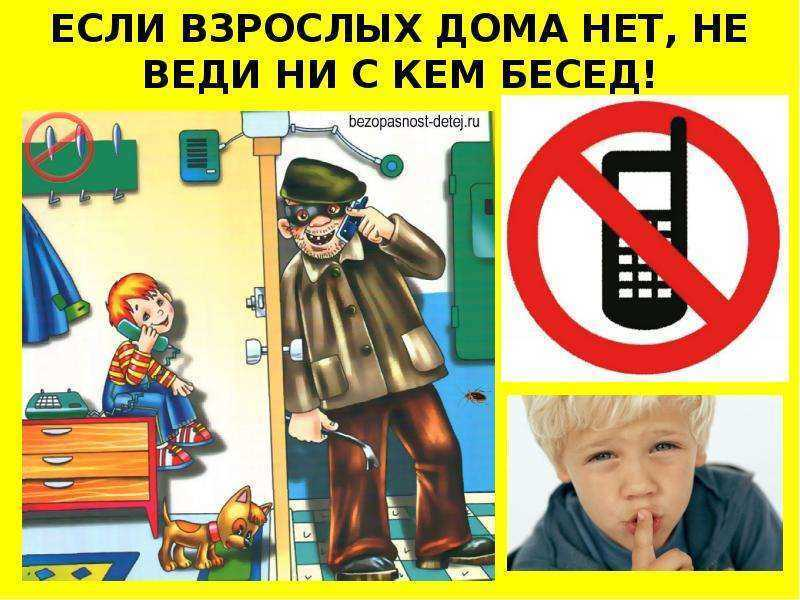 ЕСЛИ ВЗРОСЛЫХ ДОМА НЕТ, НЕ
ВЕДИ НИ С КЕМ БЕСЕД!
bezopasnost-detej.ru